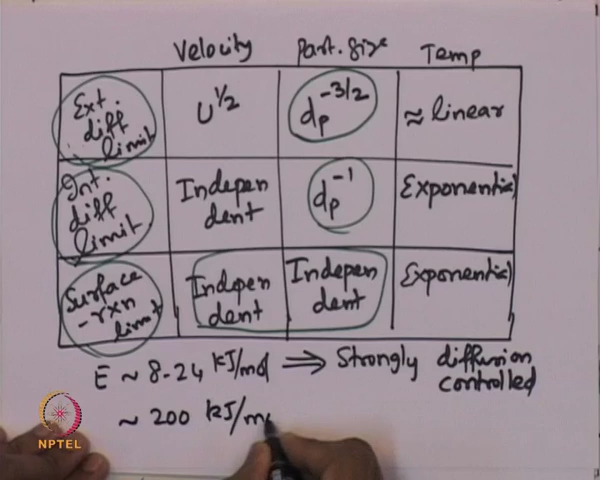 Velocity Part. Size Temp
Ext. diff limit U^1/2 dp^-3/2 ≈ linear
Int. diff limit. Indepen dent dp^-1 Exponential
Surface -rxn limit Indepen dent Indepen dent Exponential
E ~ 8-24 kJ/mol ⇒ Strongly diffusion controlled
~ 200 kJ/m
NPTEL